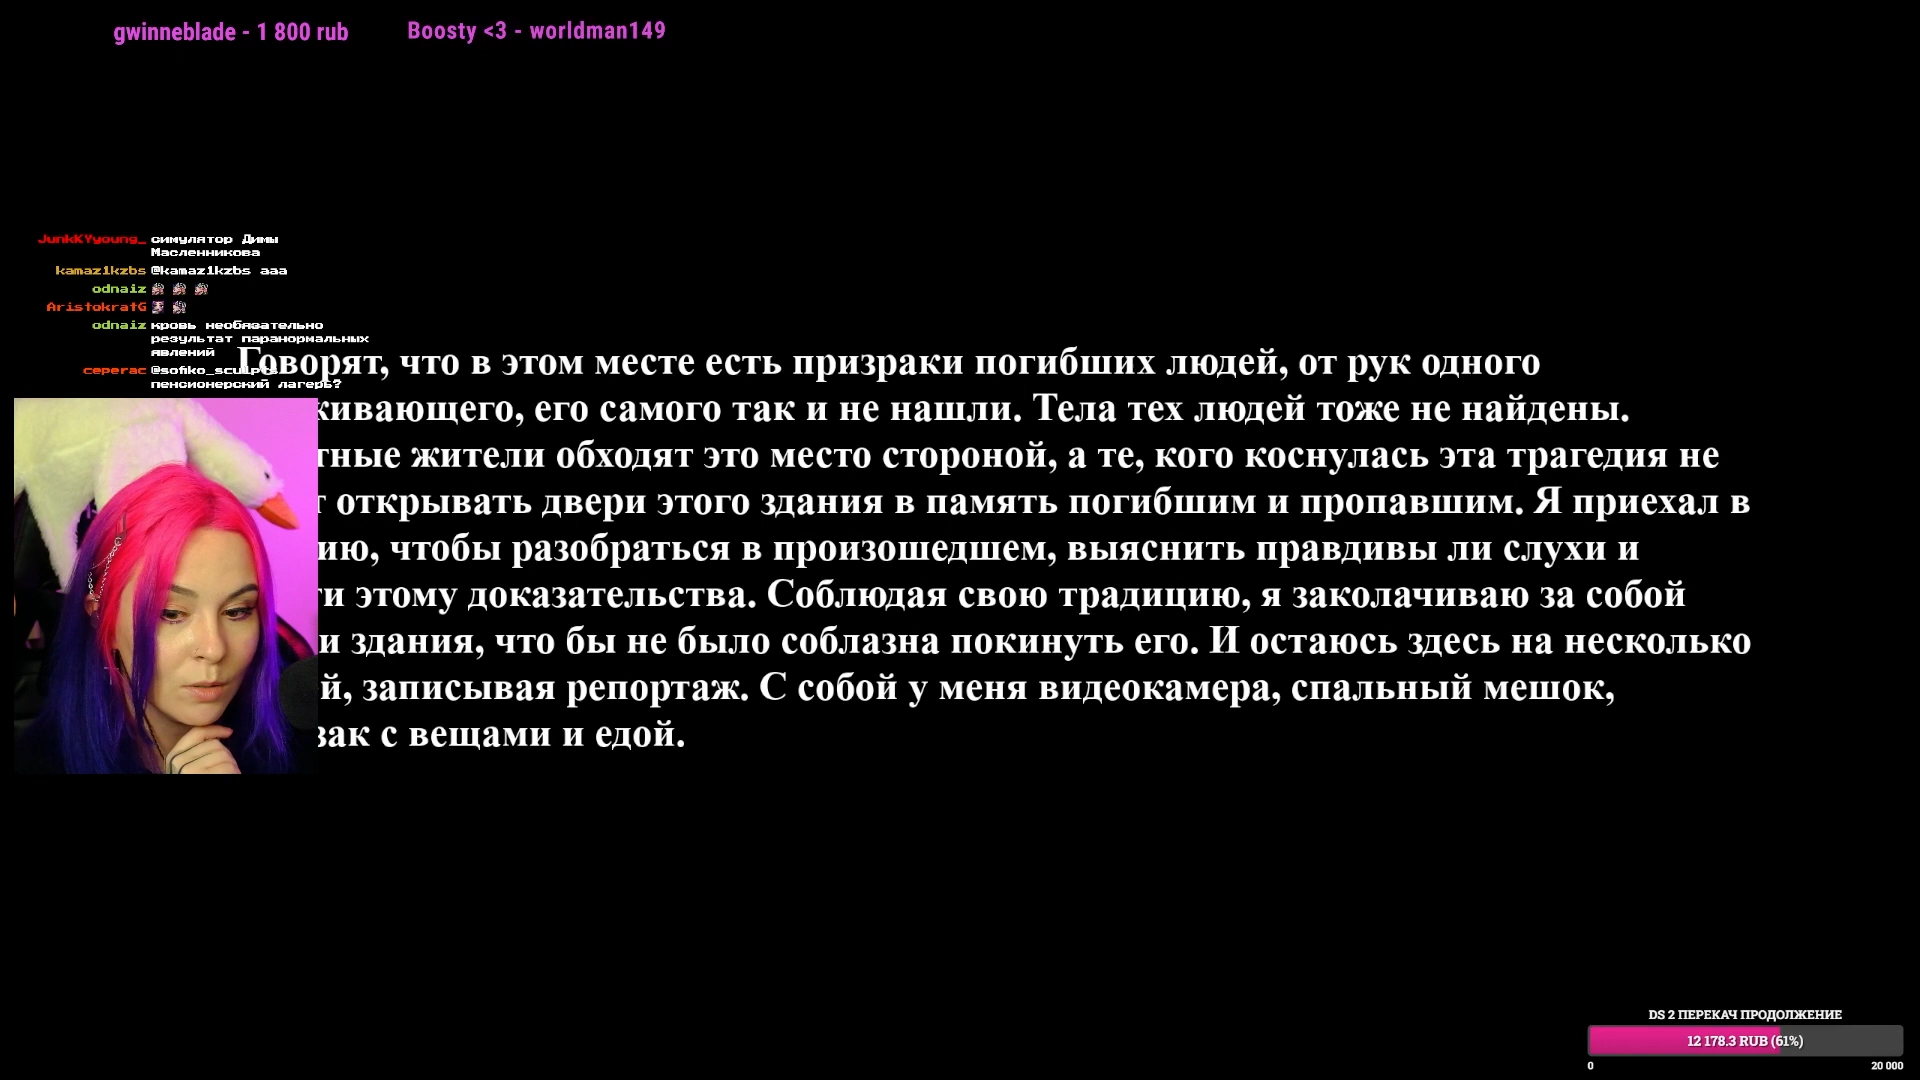 gwinneblade - 1 800 rub
Boosty <3 - worldman149
JunkKYyoung_ симулятор Димы
Масленникова
kamaz1kzbs @kamaz1kzbs ааа
odnaiz
AristokratG
odnaiz кровь необязательно
результат паранормальных
явлений
ceperac
пенсионерский лагерь?
Говорят, что в этом месте есть призраки погибших людей, от рук одного
живающего, его самого так и не нашли. Тела тех людей тоже не найдены.
тные жители обходят это место стороной, а те, кого коснулась эта трагедия не
т открывать двери этого здания в память погибшим и пропавшим. Я приехал в
ию, чтобы разобраться в произошедшем, выяснить правдивы ли слухи и
ти этому доказательства. Соблюдая свою традицию, я заколачиваю за собой
и здания, что бы не было соблазна покинуть его. И остаюсь здесь на несколько
й, записывая репортаж. С собой у меня видеокамера, спальный мешок,
зак с вещами и едой.
DS 2 ПЕРЕКАЧ ПРОДОЛЖЕНИЕ
12 178.3 RUB (61%)
0
20 000